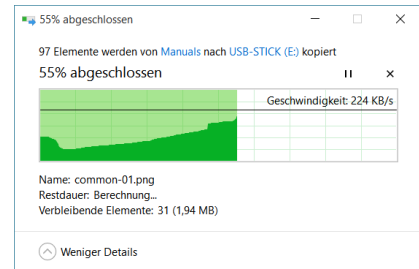 55% abgeschlossen
97 Elemente werden von Manuals nach USB-STICK (E:) kopiert
55% abgeschlossen
Geschwindigkeit: 224 KB/s
Name: common-01.png
Restdauer: Berechnung...
Verbleibende Elemente: 31 (1,94 MB)
Weniger Details